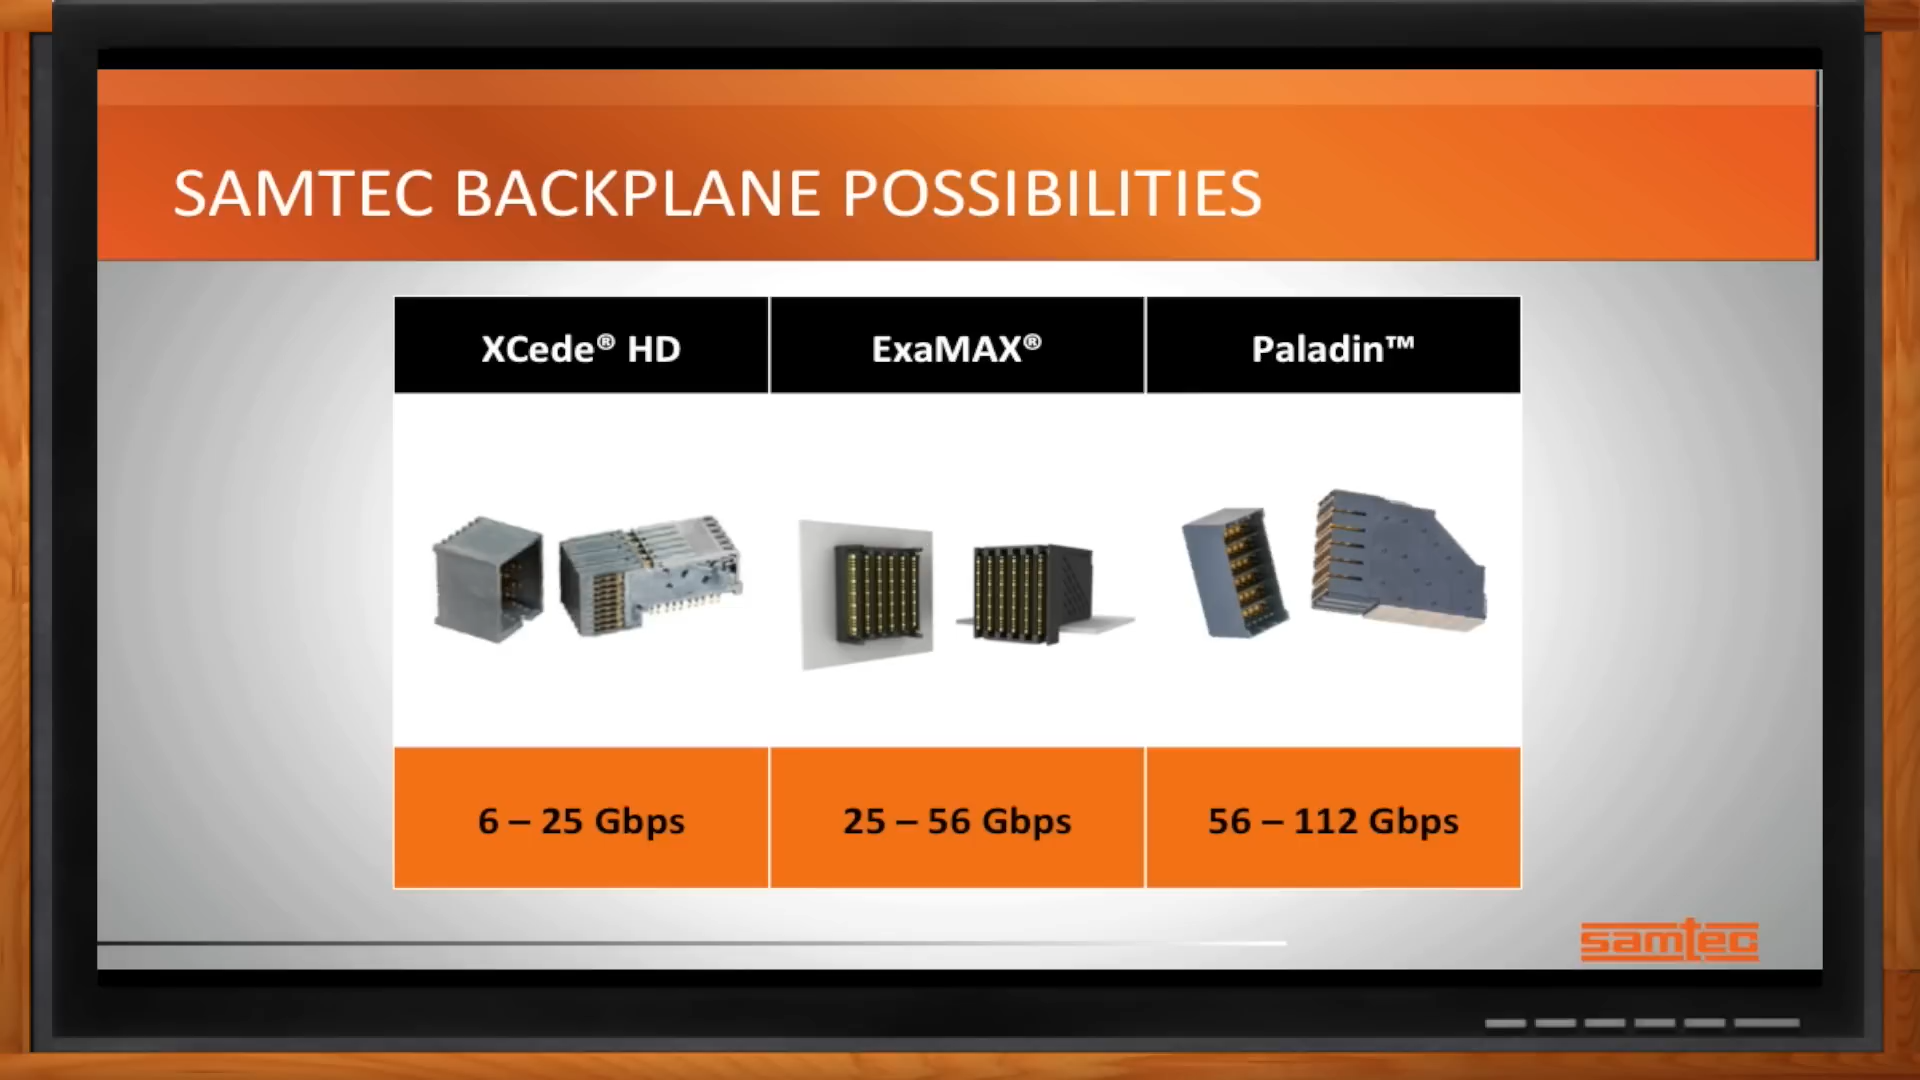 SAMTEC BACKPLANE POSSIBILITIES
XCede® HD
ExaMAX®
Paladin™
6 – 25 Gbps
25 – 56 Gbps
56 – 112 Gbps
samtec